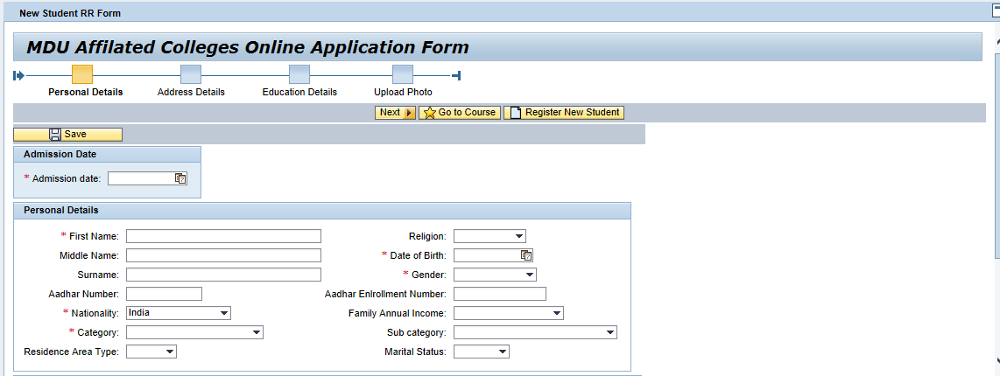 New Student RR Form
MDU Affilated Colleges Online Application Form
Personal Details Address Details Education Details Upload Photo
Next Go to Course Register New Student
Save
Admission Date
* Admission date:
Personal Details
* First Name: Religion:
Middle Name: * Date of Birth:
Surname: * Gender:
Aadhar Number: Aadhar Enlrollment Number:
* Nationality: India Family Annual Income:
* Category: Sub category:
Residence Area Type: Marital Status: